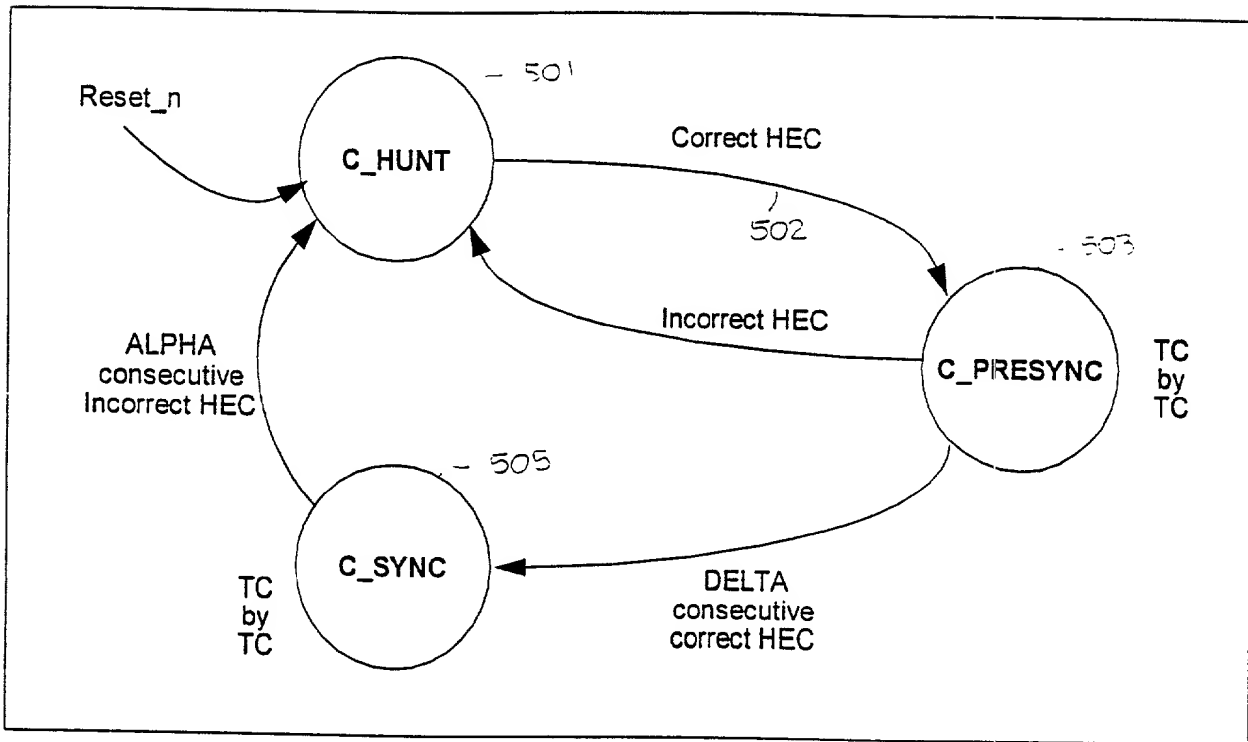 - 501
Reset_n
C_HUNT
Correct HEC
502
- 503
Incorrect HEC
C_PRESYNC
TC
by
TC
ALPHA
consecutive
Incorrect HEC
- 505
C_SYNC
TC
by
TC
DELTA
consecutive
correct HEC